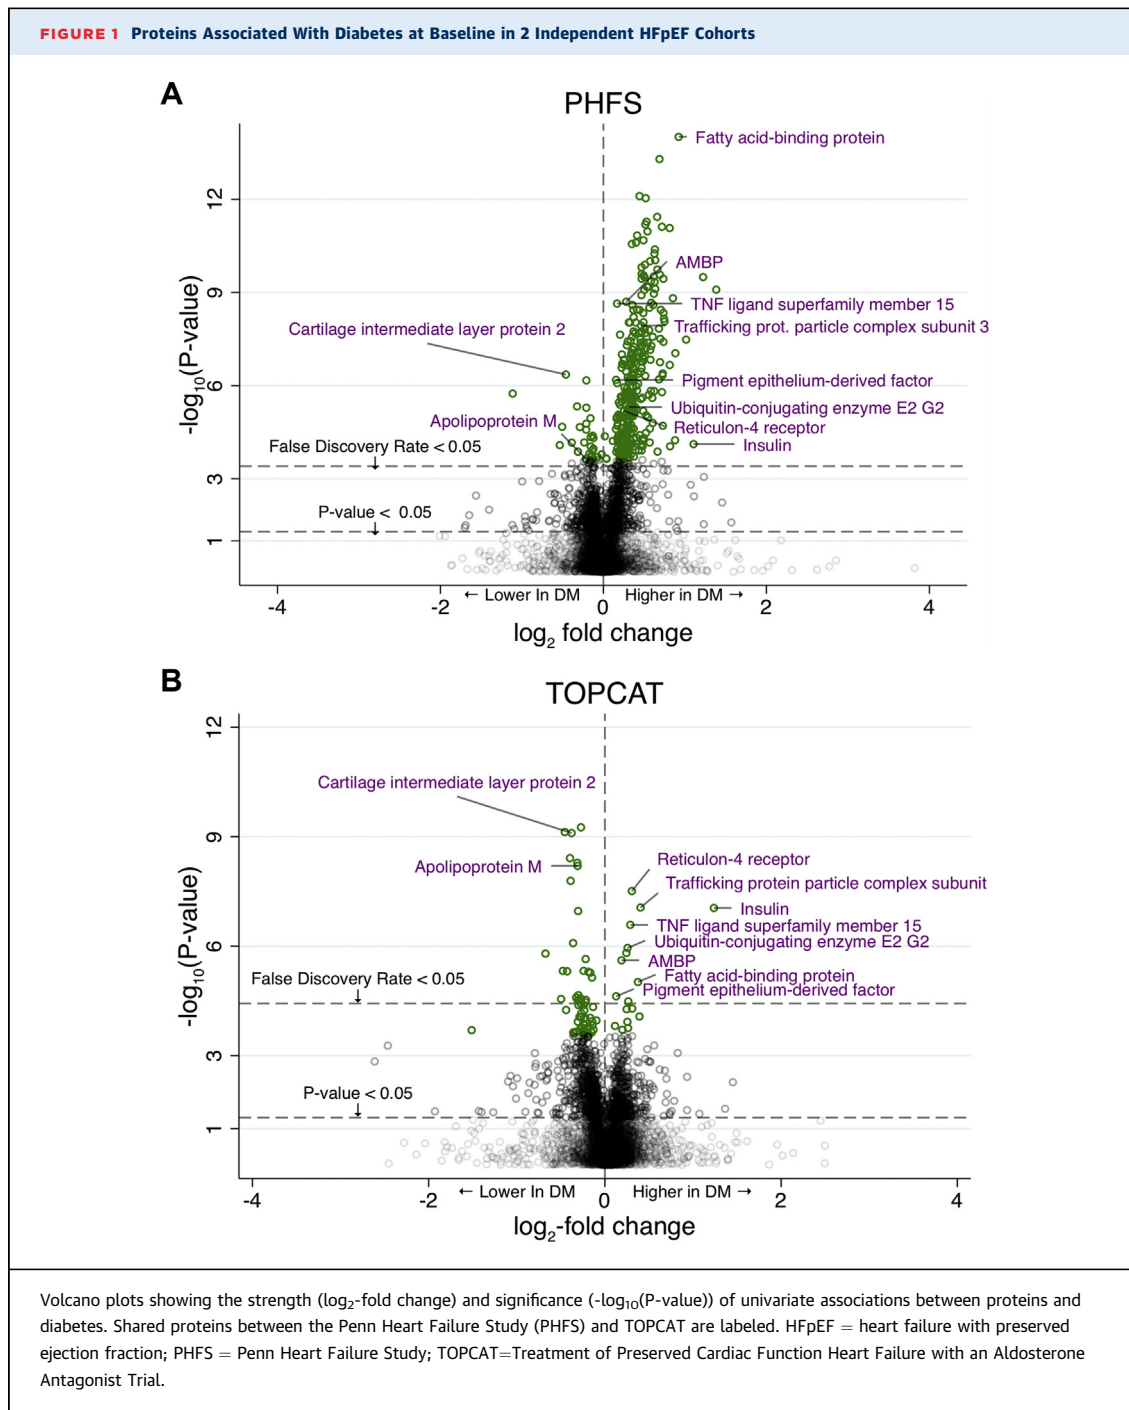 FIGURE 1 Proteins Associated With Diabetes at Baseline in 2 Independent HFpEF Cohorts
A
PHFS
Fatty acid-binding protein
12
AMBP
9
TNF ligand superfamily member 15
Cartilage intermediate layer protein 2
Trafficking prot. particle complex subunit 3
-log10(P-value)
6
Pigment epithelium-derived factor
Ubiquitin-conjugating enzyme E2 G2
Apolipoprotein M
Reticulon-4 receptor
False Discovery Rate < 0.05
Insulin
3
P-value < 0.05
1
← Lower In DM
Higher in DM →
-4 -2 0 2 4
log2 fold change
B
TOPCAT
12
Cartilage intermediate layer protein 2
9
Apolipoprotein M
Reticulon-4 receptor
Trafficking protein particle complex subunit
Insulin
-log10(P-value)
TNF ligand superfamily member 15
6
Ubiquitin-conjugating enzyme E2 G2
AMBP
False Discovery Rate < 0.05
Fatty acid-binding protein
Pigment epithelium-derived factor
3
P-value < 0.05
1
← Lower In DM
Higher in DM →
-4 -2 0 2 4
log2-fold change
Volcano plots showing the strength (log2-fold change) and significance (-log10(P-value)) of univariate associations between proteins and
diabetes. Shared proteins between the Penn Heart Failure Study (PHFS) and TOPCAT are labeled. HFpEF = heart failure with preserved
ejection fraction; PHFS = Penn Heart Failure Study; TOPCAT=Treatment of Preserved Cardiac Function Heart Failure with an Aldosterone
Antagonist Trial.